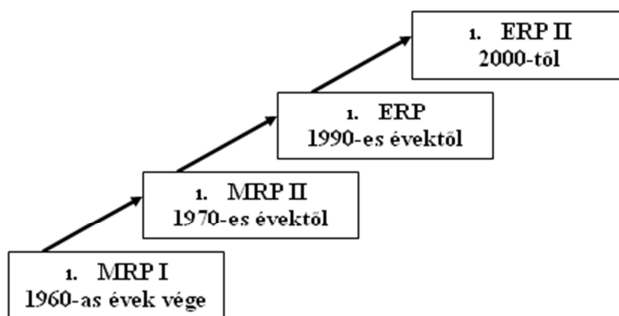 1. ERP II
2000-től
1. ERP
1990-es évektől
1. MRP II
1970-es évektől
1. MRP I
1960-as évek vége